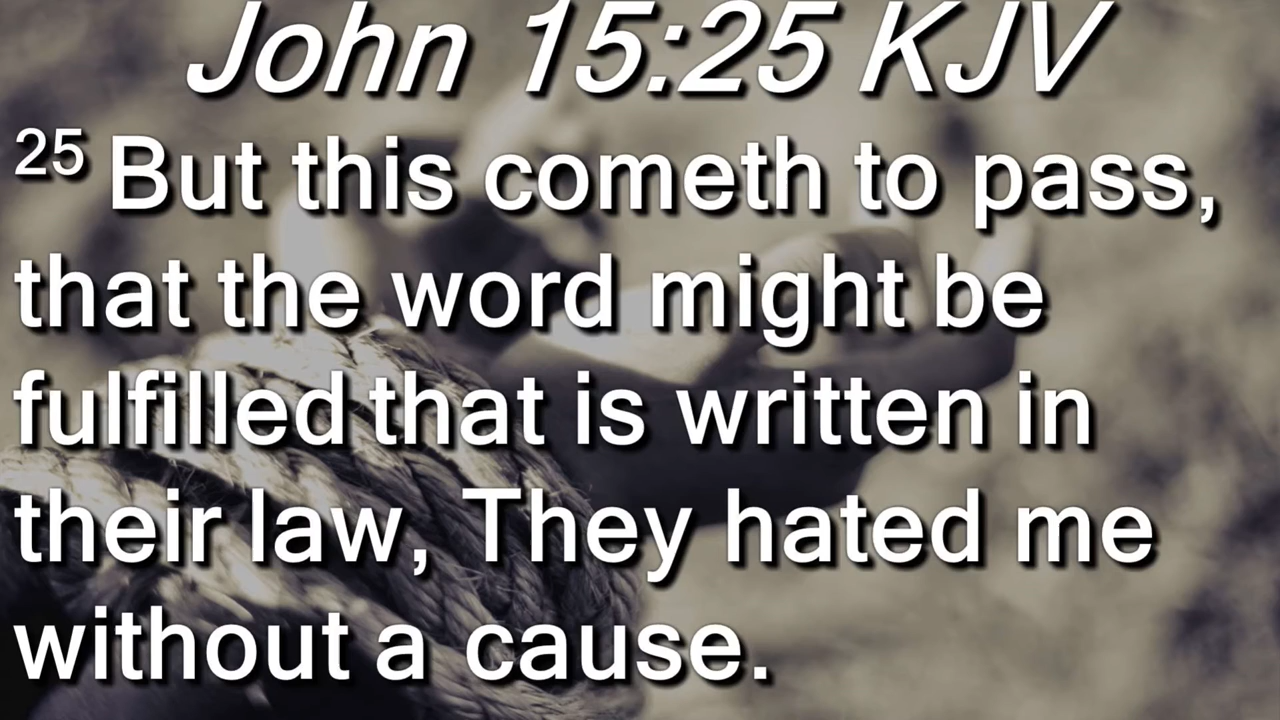 John 15:25 KJV
25 But this cometh to pass,
that the word might be
fulfilled that is written in
their law, They hated me
without a cause.